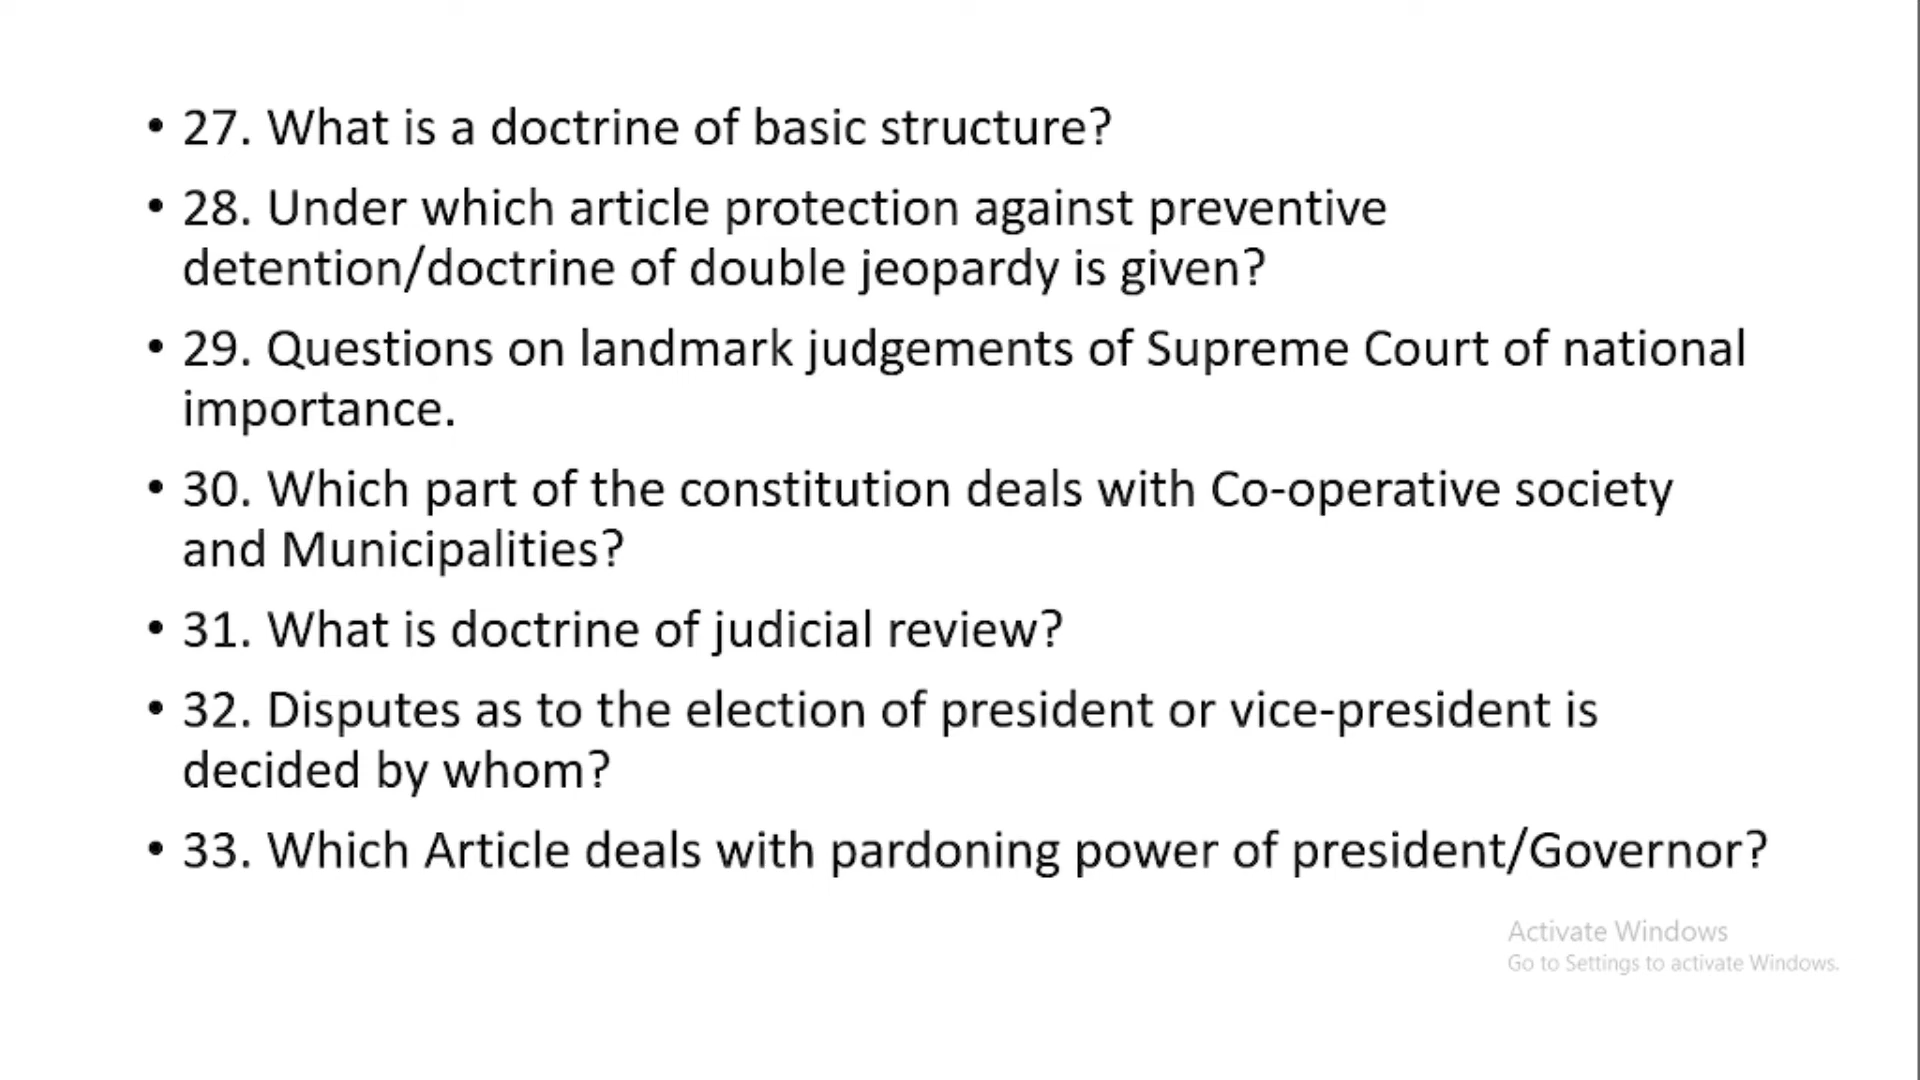 • 27. What is a doctrine of basic structure?
• 28. Under which article protection against preventive
detention/doctrine of double jeopardy is given?
• 29. Questions on landmark judgements of Supreme Court of national
importance.
• 30. Which part of the constitution deals with Co-operative society
and Municipalities?
• 31. What is doctrine of judicial review?
• 32. Disputes as to the election of president or vice-president is
decided by whom?
• 33. Which Article deals with pardoning power of president/Governor?
Activate Windows
Go to Settings to activate Windows.